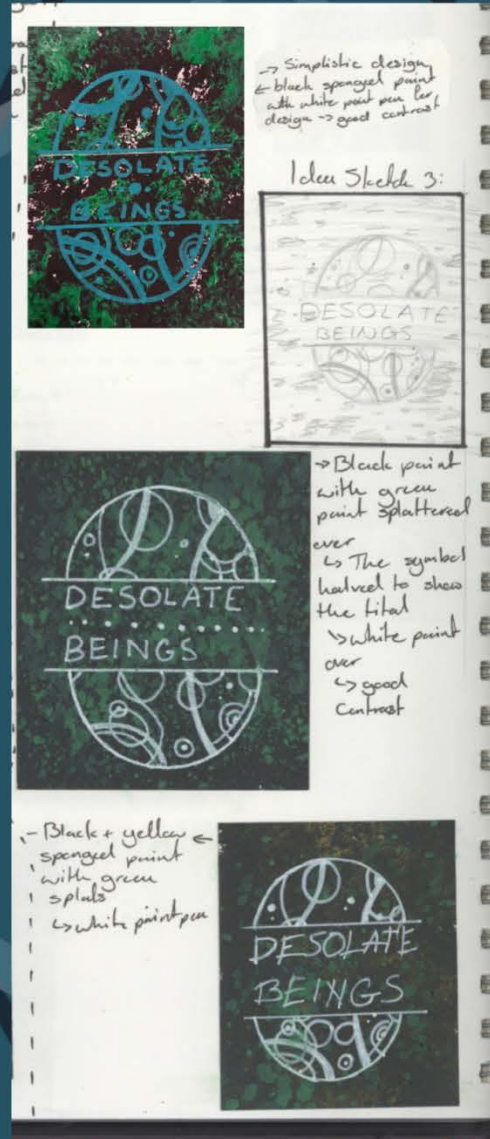 -> Simplistic design
<- black sponged paint
with white paint pen for
design -> good contrast
DESOLATE
BEINGS
Idea Sketch 3:
DESOLATE
BEINGS
-> Black paint
with green
paint splattered
over
↳ The symbol
halved to show
the tital
↳ white paint
over
↳ good
contrast
DESOLATE
BEINGS
- Black + yellow <-
sponged paint
with green
splats
↳ white paint pen
DESOLATE
BEINGS